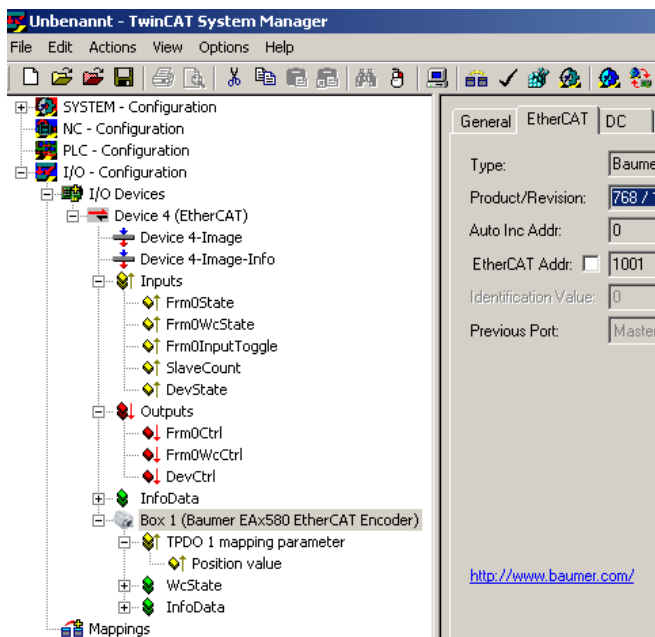 Unbenannt - TwinCAT System Manager
File Edit Actions View Options Help
SYSTEM - Configuration
NC - Configuration
PLC - Configuration
I/O - Configuration
I/O Devices
Device 4 (EtherCAT)
Device 4-Image
Device 4-Image-Info
Inputs
Frm0State
Frm0WcState
Frm0InputToggle
SlaveCount
DevState
Outputs
Frm0Ctrl
Frm0WcCtrl
DevCtrl
InfoData
Box 1 (Baumer EAx580 EtherCAT Encoder)
TPDO 1 mapping parameter
Position value
WcState
InfoData
Mappings
General EtherCAT DC
Type: Baume
Product/Revision: 768 / 1
Auto Inc Addr: 0
EtherCAT Addr: 1001
Identification Value: 0
Previous Port: Master
http://www.baumer.com/